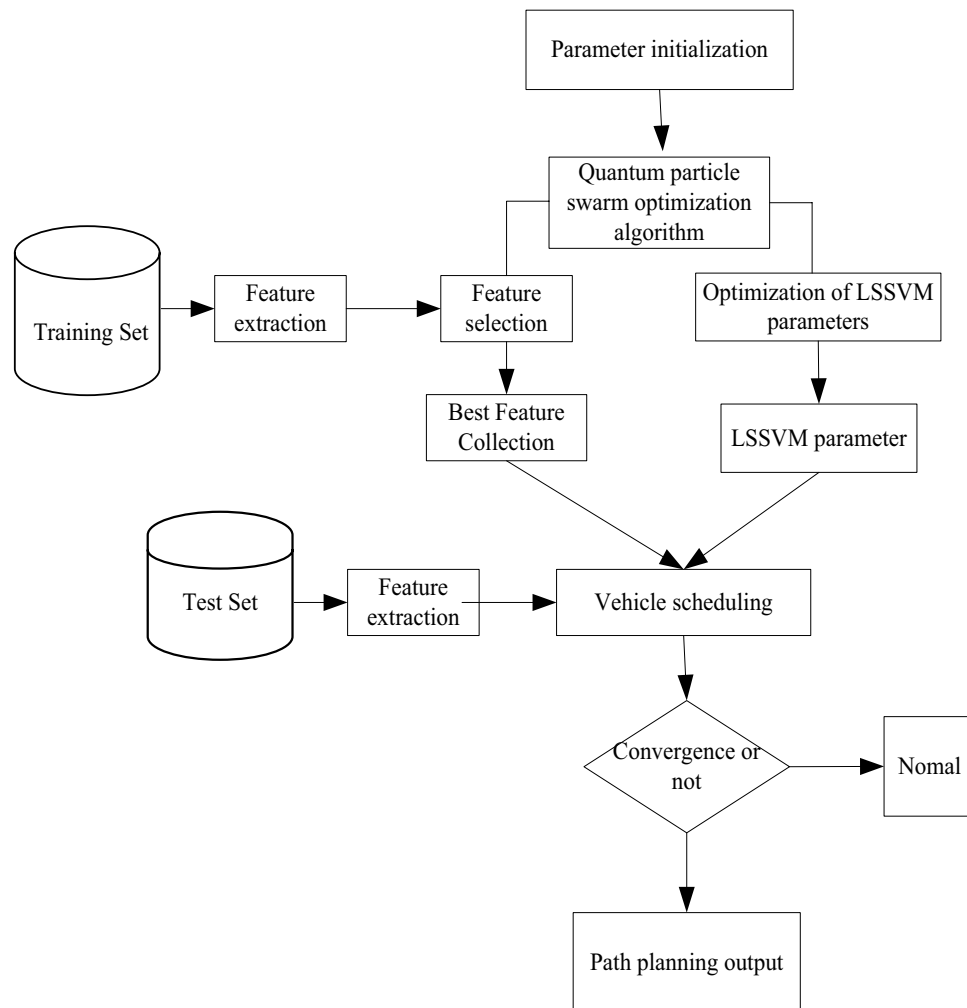 Parameter initialization
Quantum particle
swarm optimization
algorithm
Training Set
Feature
extraction
Feature
selection
Optimization of LSSVM
parameters
Best Feature
Collection
LSSVM parameter
Test Set
Feature
extraction
Vehicle scheduling
Convergence or
not
Nomal
Path planning output